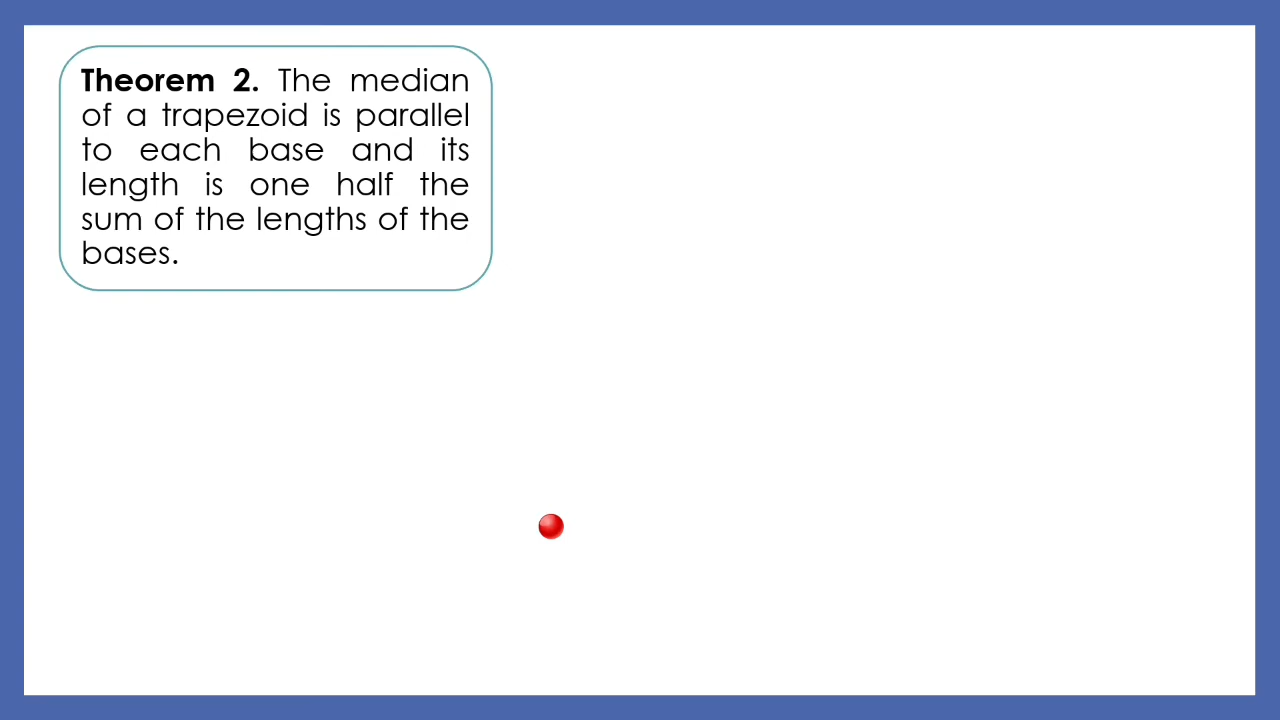 Theorem 2. The median
of a trapezoid is parallel
to each base and its
length is one half the
sum of the lengths of the
bases.